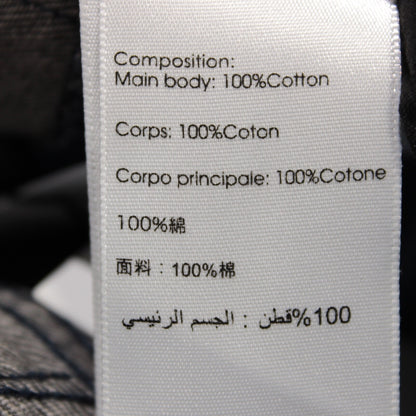 Composition:
Main body: 100%Cotton
Corps: 100%Coton
Corpo principale: 100%Cotone
100%綿
面料：100%棉
100%قطن : الجسم الرئيسي